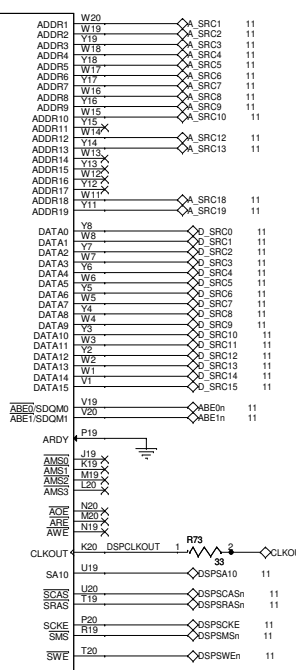 ADDR1 W20 A_SRC1 11
ADDR2 W19 A_SRC2 11
ADDR3 Y19 A_SRC3 11
ADDR4 W18 A_SRC4 11
ADDR5 Y18 A_SRC5 11
ADDR6 W17 A_SRC6 11
ADDR7 Y17 A_SRC7 11
ADDR8 W16 A_SRC8 11
ADDR9 Y16 A_SRC9 11
ADDR10 W15 A_SRC10 11
ADDR11 Y15
ADDR12 W14 A_SRC12 11
ADDR13 Y14 A_SRC13 11
ADDR14 W13
ADDR15 Y13
ADDR16 W12
ADDR17 Y12
ADDR18 W11 A_SRC18 11
ADDR19 Y11 A_SRC19 11
DATA0 Y8 D_SRC0 11
DATA1 W8 D_SRC1 11
DATA2 Y7 D_SRC2 11
DATA3 W7 D_SRC3 11
DATA4 Y6 D_SRC4 11
DATA5 W6 D_SRC5 11
DATA6 Y5 D_SRC6 11
DATA7 W5 D_SRC7 11
DATA8 Y4 D_SRC8 11
DATA9 W4 D_SRC9 11
DATA10 Y3 D_SRC10 11
DATA11 W3 D_SRC11 11
DATA12 Y2 D_SRC12 11
DATA13 W2 D_SRC13 11
DATA14 W1 D_SRC14 11
DATA15 V1 D_SRC15 11
ABE0/SDQM0 V19 ABE0n 11
ABE1/SDQM1 V20 ABE1n 11
ARDY P19
AMS0 J19
AMS1 K19
AMS2 M19
AMS3 L20
AOE N20
ARE M20
AWE N19
R73
CLKOUT K20 DSPCLKOUT 1 2 CLKO
33
SA10 U19 DSPSA10 11
SCAS U20 DSPSCASn 11
SRAS T19 DSPSRASn 11
SCKE P20 DSPSCKE 11
SMS R19 DSPSMSn 11
SWE T20 DSPSWEn 11